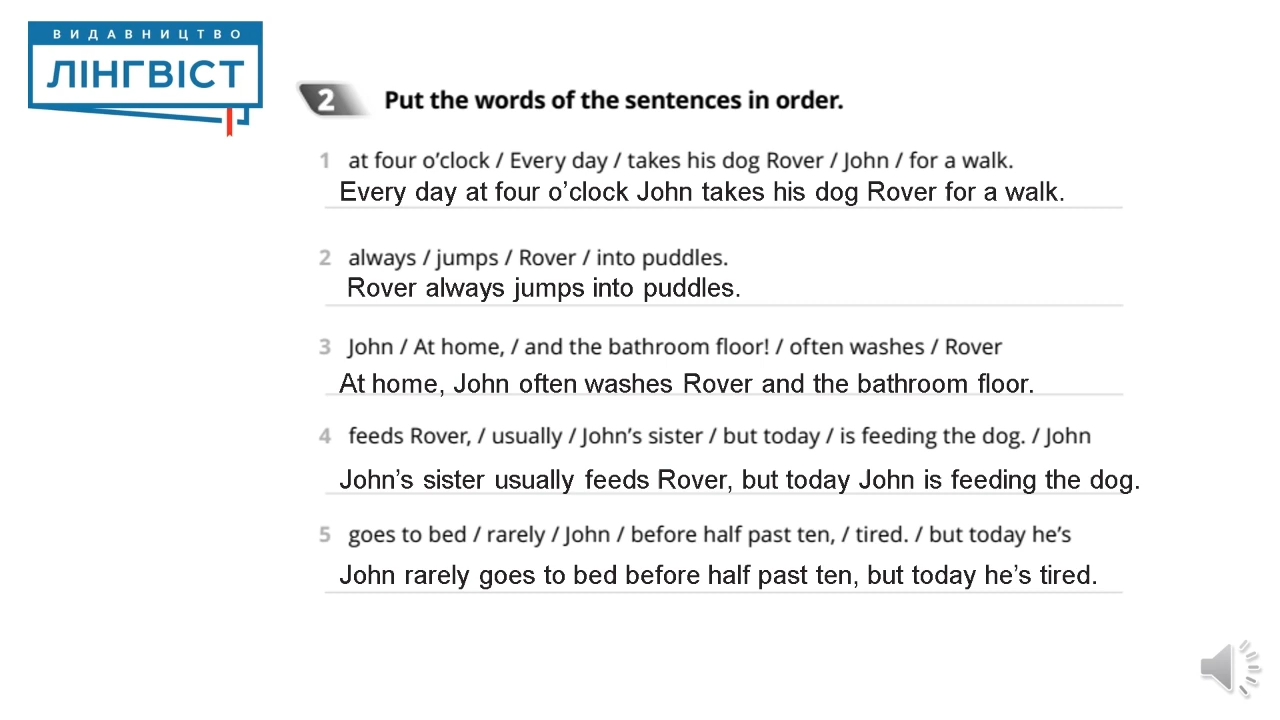 ВИДАВНИЦТВО
ЛІНГВІСТ
2 Put the words of the sentences in order.
1 at four o’clock / Every day / takes his dog Rover / John / for a walk.
Every day at four o’clock John takes his dog Rover for a walk.
2 always / jumps / Rover / into puddles.
Rover always jumps into puddles.
3 John / At home, / and the bathroom floor! / often washes / Rover
At home, John often washes Rover and the bathroom floor.
4 feeds Rover, / usually / John’s sister / but today / is feeding the dog. / John
John’s sister usually feeds Rover, but today John is feeding the dog.
5 goes to bed / rarely / John / before half past ten, / tired. / but today he’s
John rarely goes to bed before half past ten, but today he’s tired.